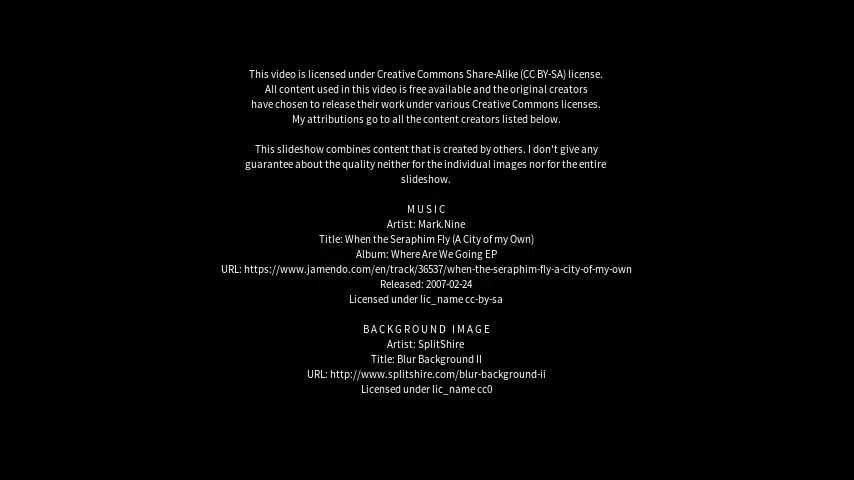 This video is licensed under Creative Commons Share-Alike (CC BY-SA) license.
All content used in this video is free available and the original creators
have chosen to release their work under various Creative Commons licenses.
My attributions go to all the content creators listed below.
This slideshow combines content that is created by others. I don't give any
guarantee about the quality neither for the individual images nor for the entire
slideshow.
MUSIC
Artist: Mark.Nine
Title: When the Seraphim Fly (A City of my Own)
Album: Where Are We Going EP
URL: https://www.jamendo.com/en/track/36537/when-the-seraphim-fly-a-city-of-my-own
Released: 2007-02-24
Licensed under lic_name cc-by-sa
BACKGROUND IMAGE
Artist: SplitShire
Title: Blur Background II
URL: http://www.splitshire.com/blur-background-ii
Licensed under lic_name cc0